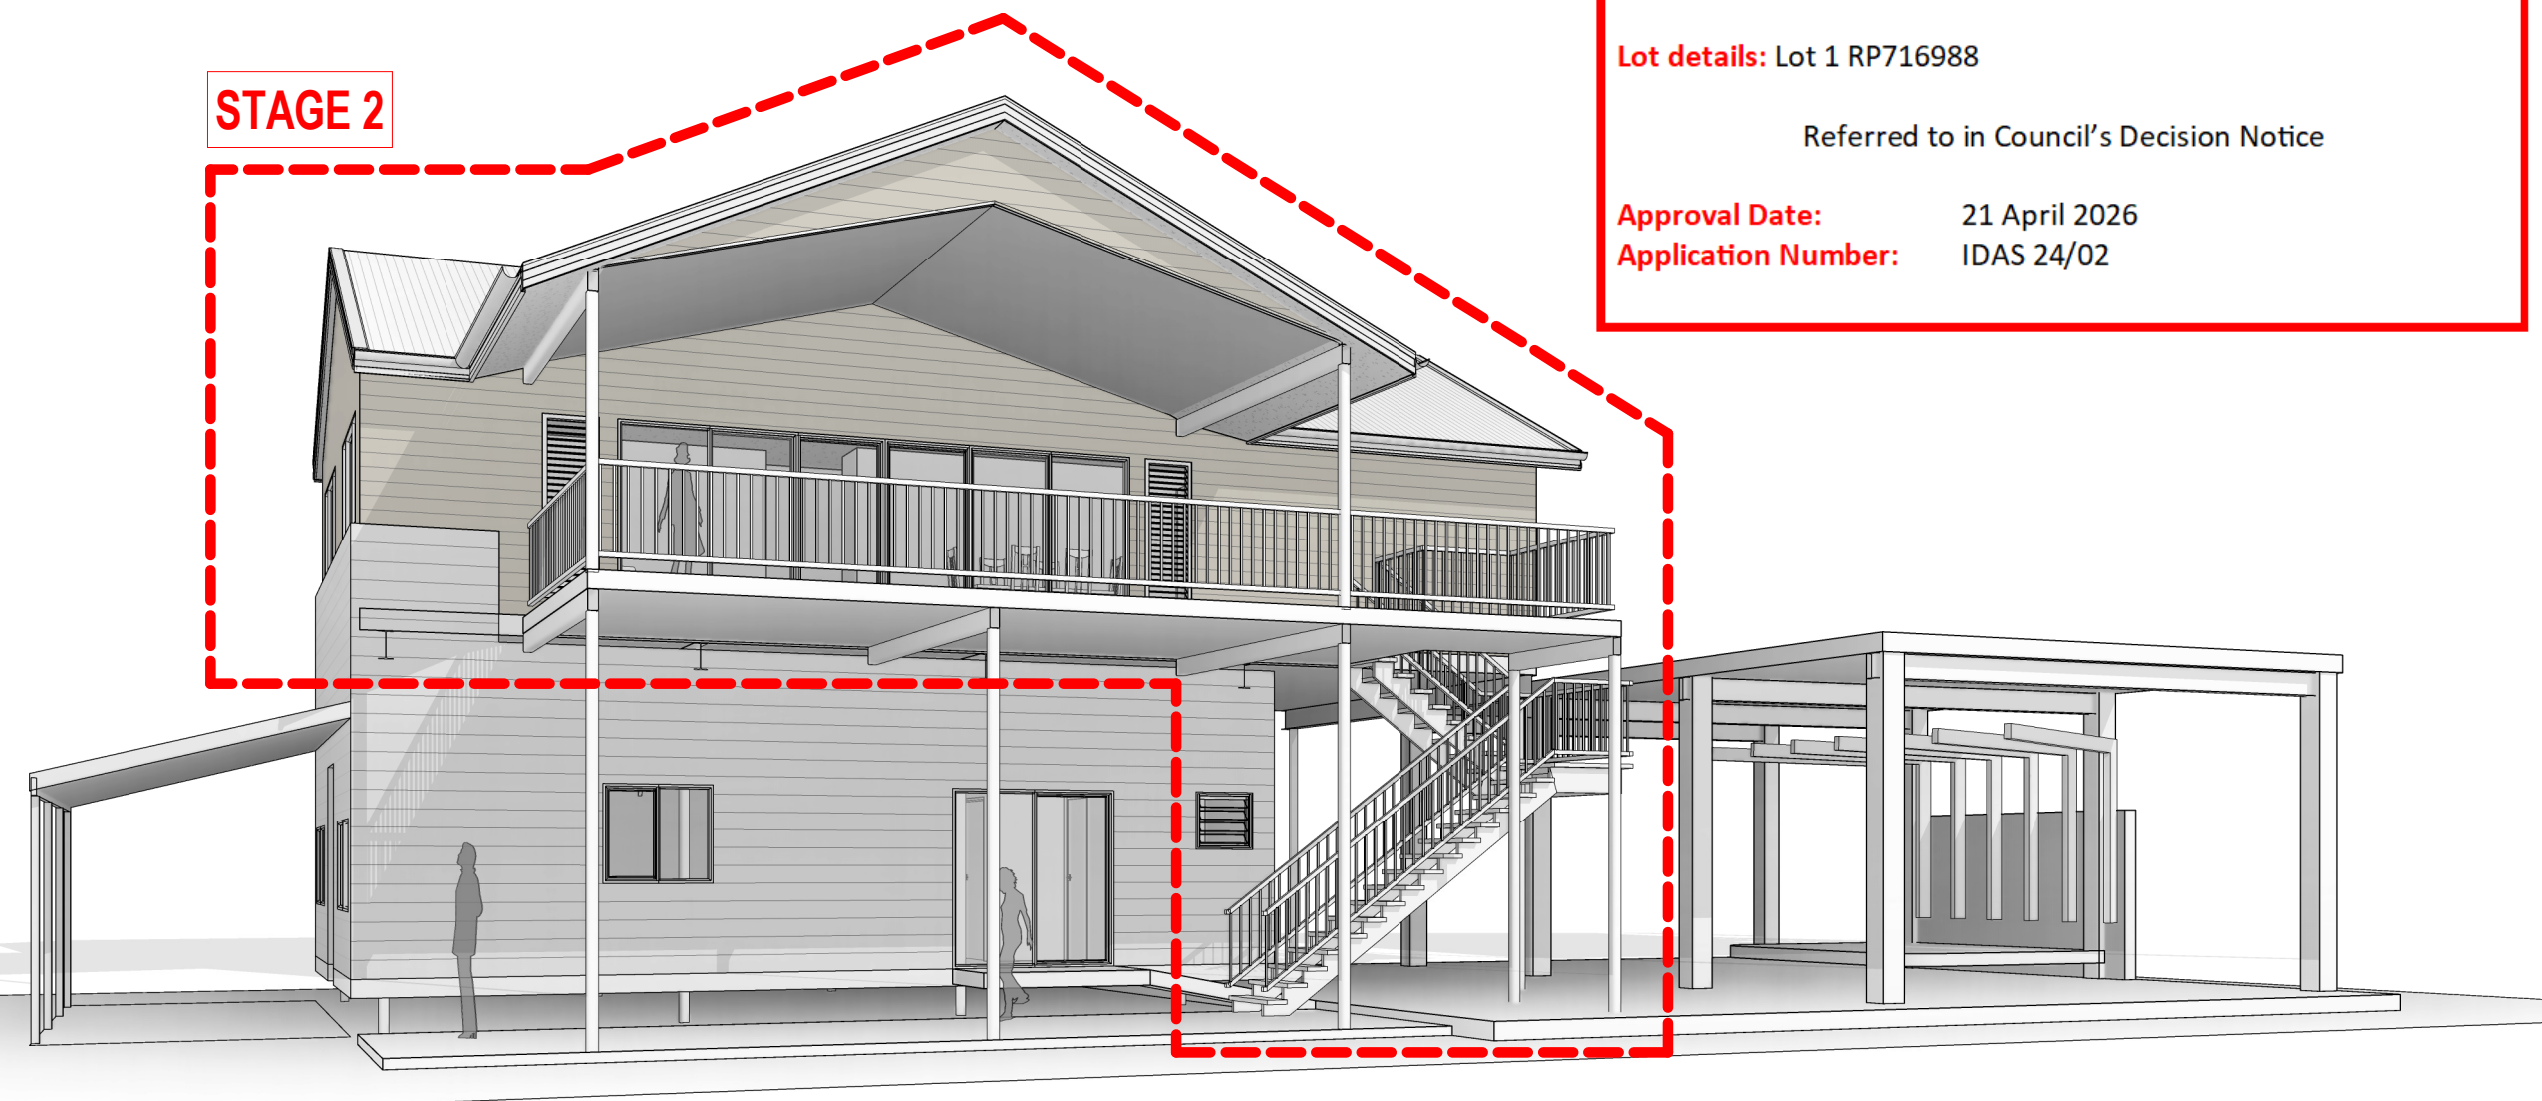 STAGE 2
Lot details: Lot 1 RP716988
Referred to in Council’s Decision Notice
Approval Date: 21 April 2026
Application Number: IDAS 24/02